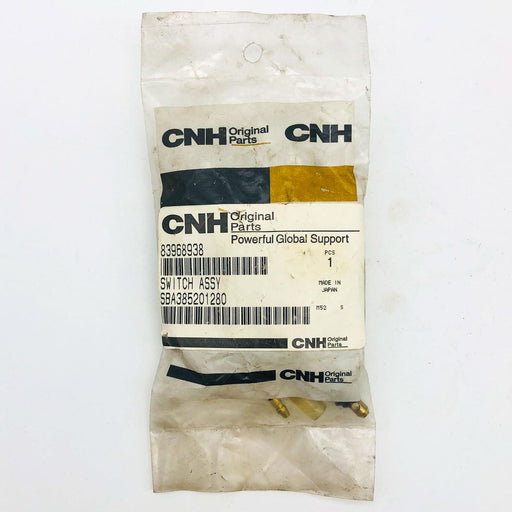 CNH Original Parts CNH
CNH Original Parts
Powerful Global Support
83968938 PCS 1
SWITCH ASSY MADE IN JAPAN
SBA385201280
M52 S
CNH Original Parts
CNH Original Parts